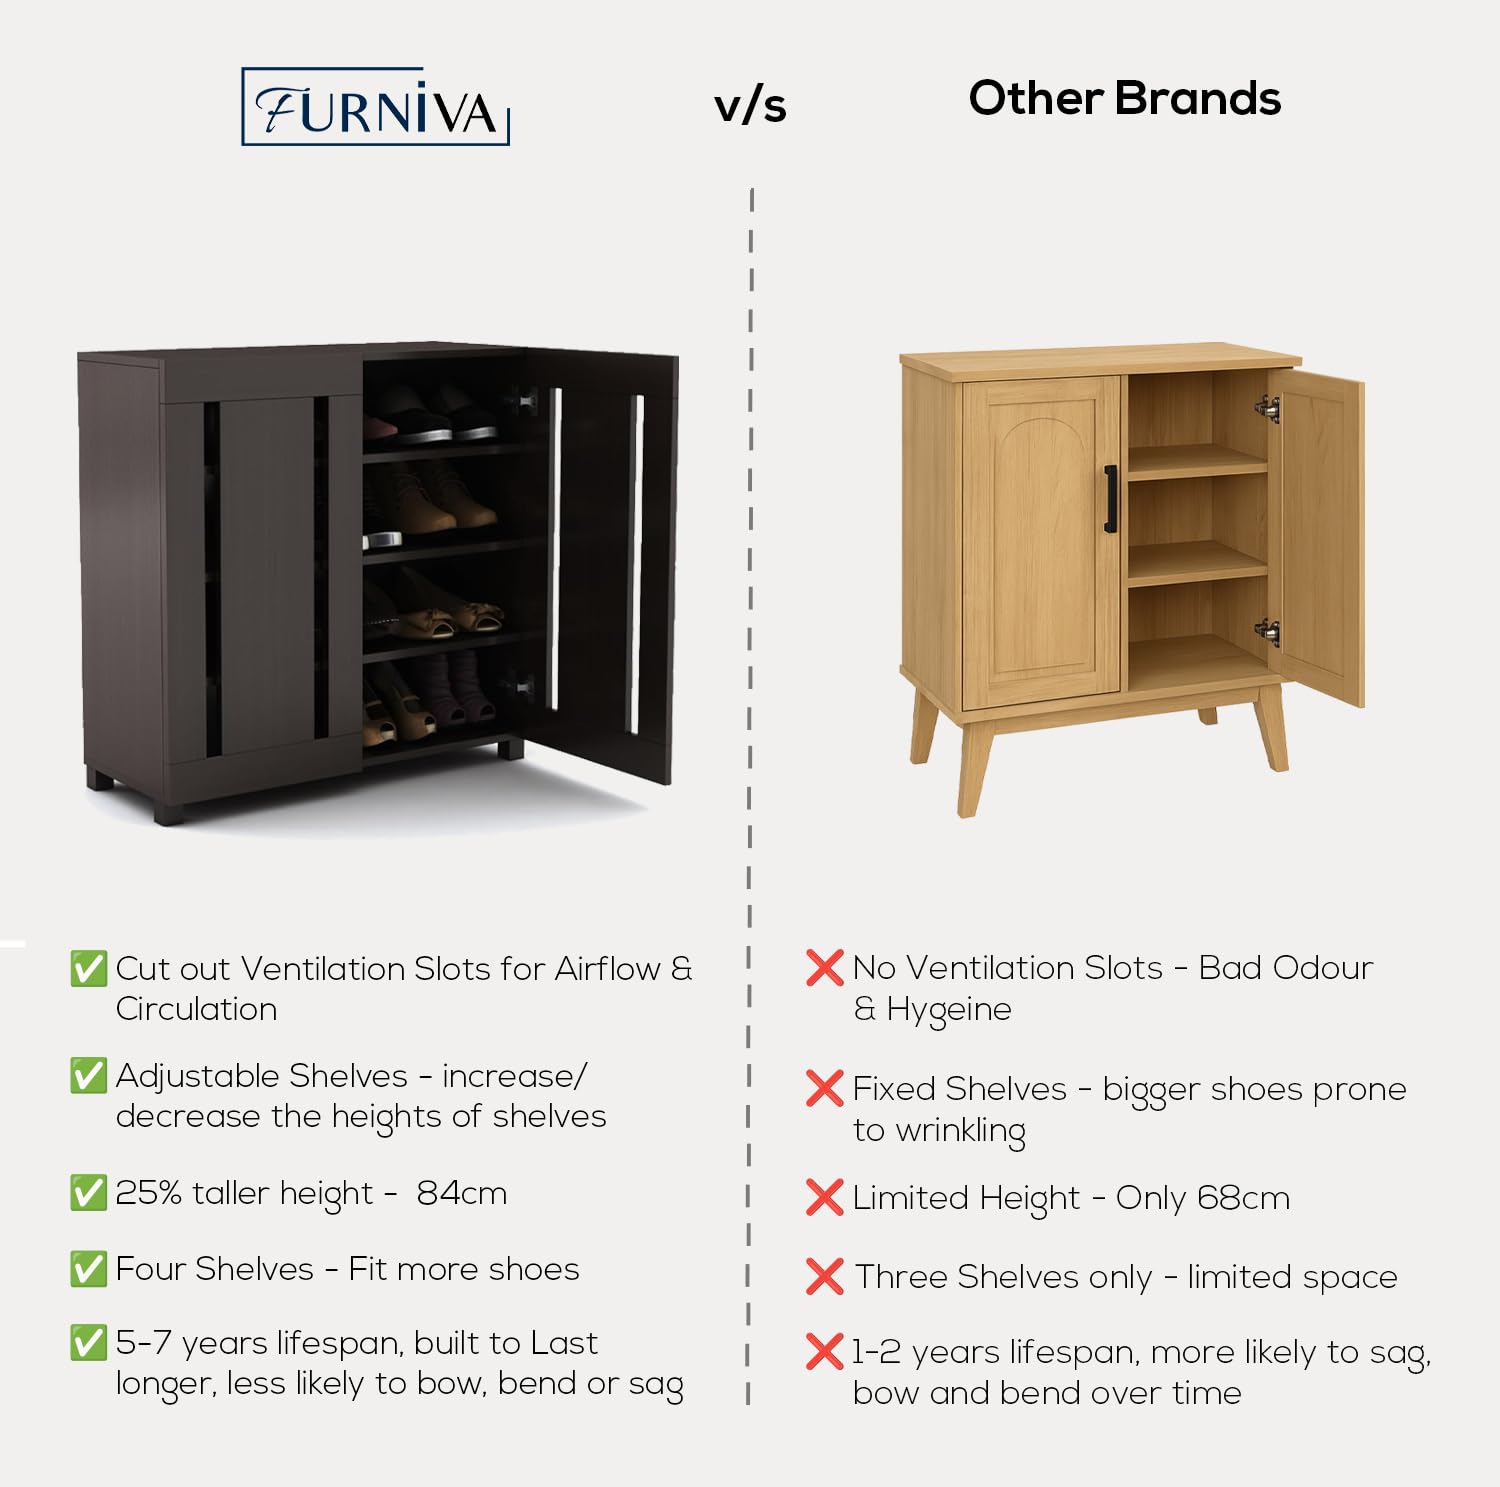 FURNiVA
v/s
Other Brands
Cut out Ventilation Slots for Airflow &
Circulation
Adjustable Shelves - increase/
decrease the heights of shelves
25% taller height - 84cm
Four Shelves - Fit more shoes
5-7 years lifespan, built to Last
longer, less likely to bow, bend or sag
No Ventilation Slots - Bad Odour
& Hygeine
Fixed Shelves - bigger shoes prone
to wrinkling
Limited Height - Only 68cm
Three Shelves only - limited space
1-2 years lifespan, more likely to sag,
bow and bend over time